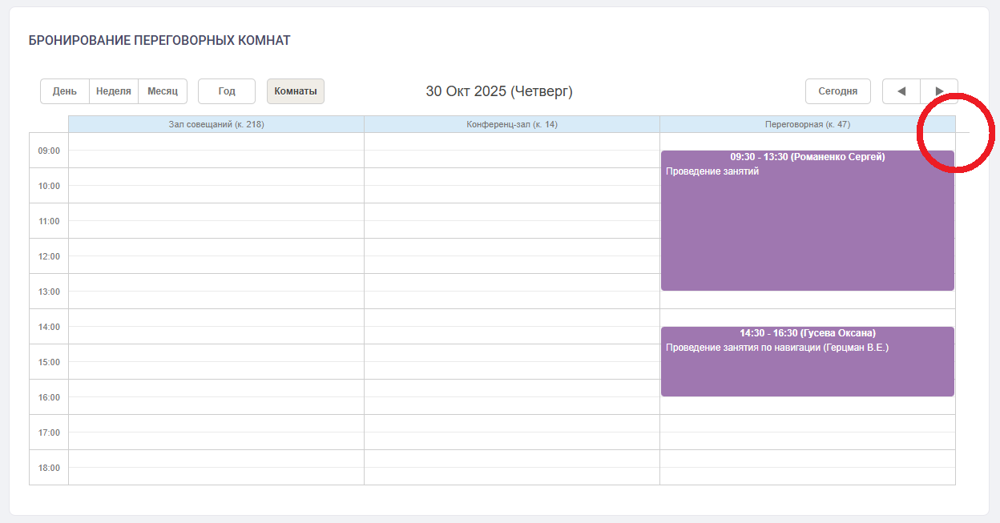 БРОНИРОВАНИЕ ПЕРЕГОВОРНЫХ КОМНАТ
День Неделя Месяц Год Комнаты 30 Окт 2025 (Четверг) Сегодня
Зал совещаний (к. 218) Конференц-зал (к. 14) Переговорная (к. 47)
09:00
09:30 - 13:30 (Романенко Сергей)
Проведение занятий
10:00
11:00
12:00
13:00
14:00
14:30 - 16:30 (Гусева Оксана)
Проведение занятия по навигации (Герцман В.Е.)
15:00
16:00
17:00
18:00